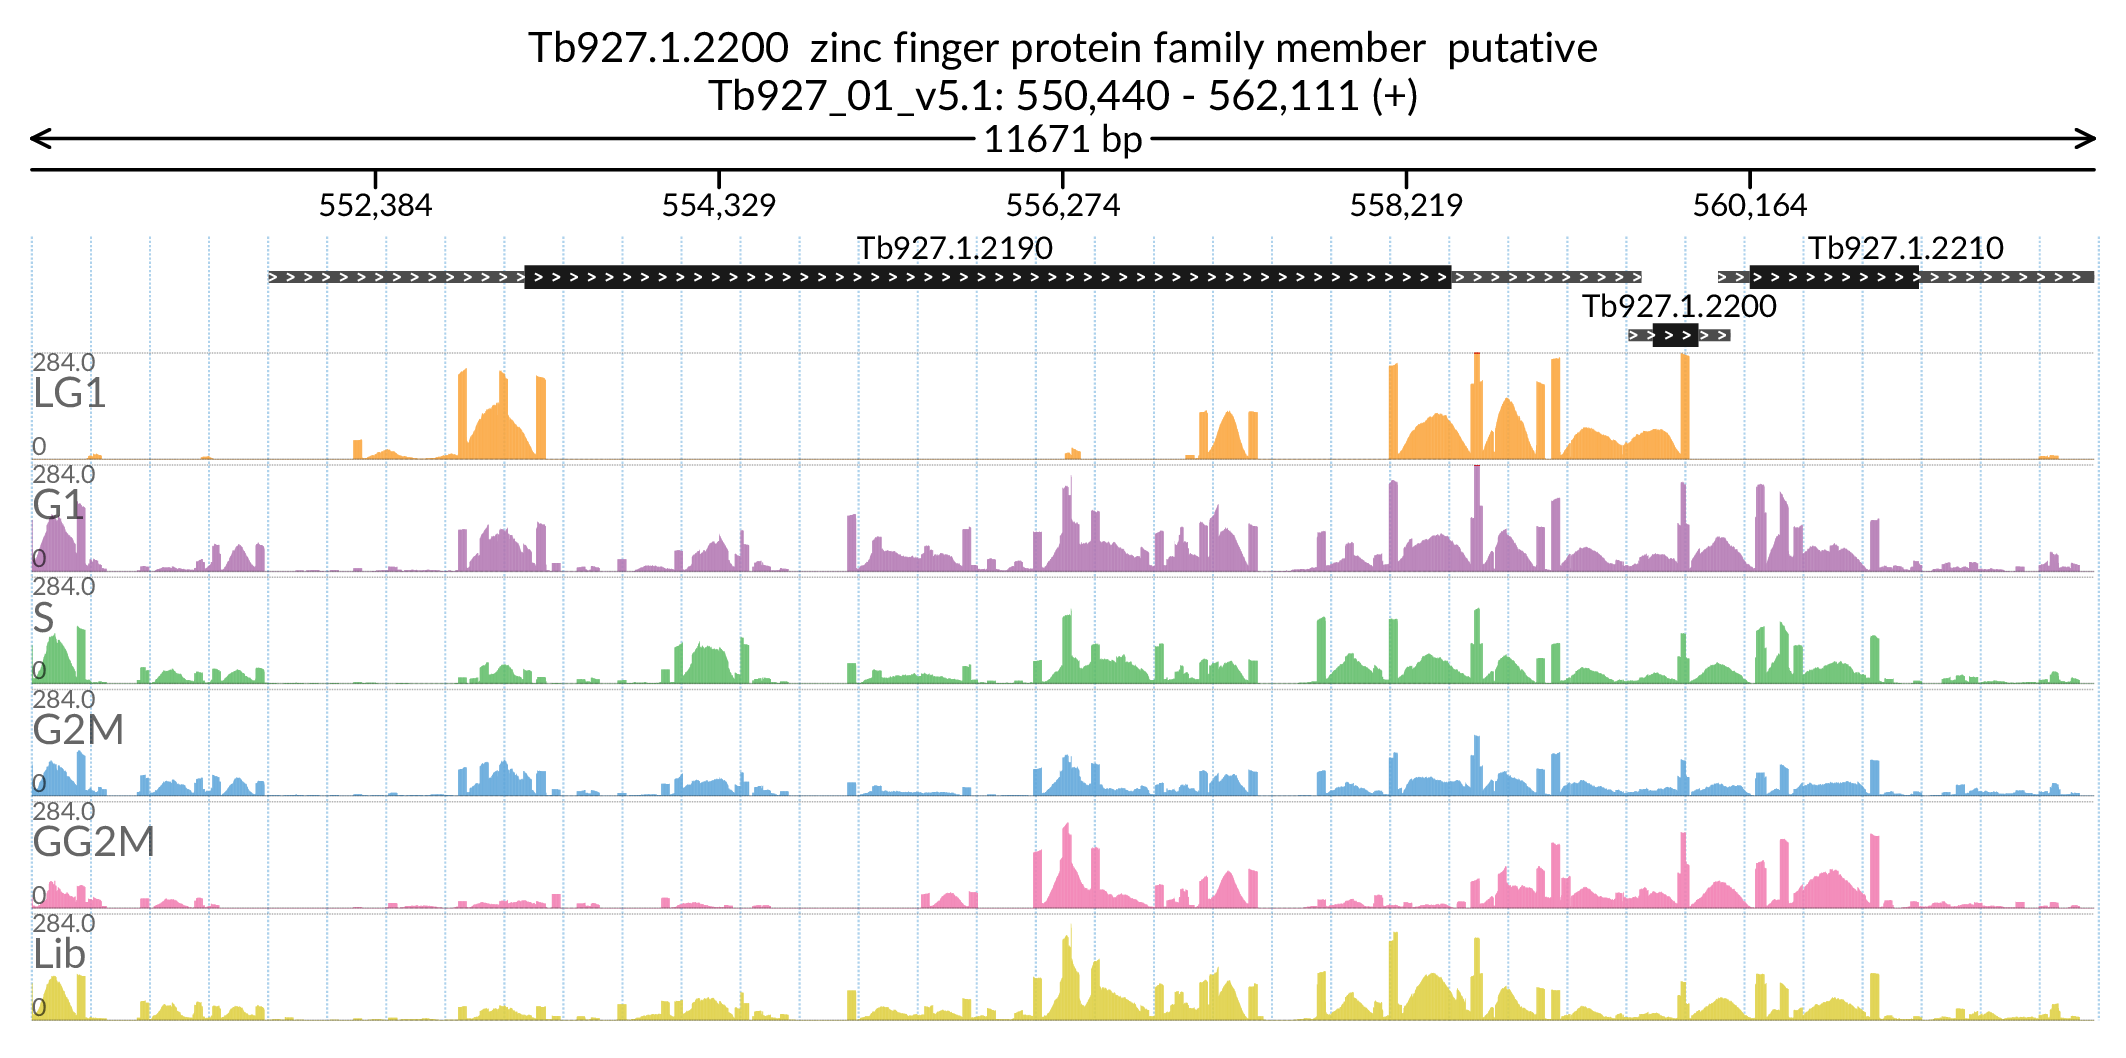 Tb927.1.2200  zinc finger protein family member  putative
Tb927_01_v5.1: 550,440 - 562,111 (+)
11671 bp
552,384 554,329 556,274 558,219 560,164
Tb927.1.2190 Tb927.1.2210
Tb927.1.2200
284.0
LG1
0
284.0
G1
0
284.0
S
0
284.0
G2M
0
284.0
GG2M
0
284.0
Lib
0